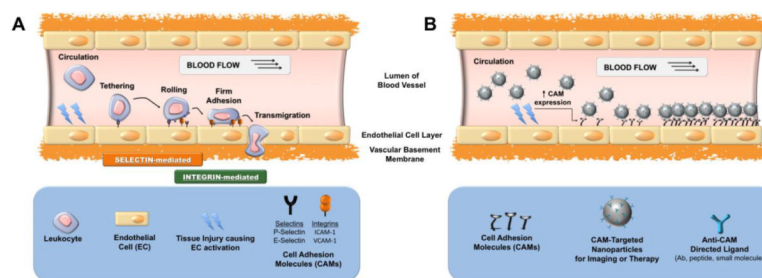 A
Circulation
BLOOD FLOW
Tethering
Rolling
Firm
Adhesion
Transmigration
SELECTIN-mediated
INTEGRIN-mediated
Lumen of
Blood Vessel
Endothelial Cell Layer
Vascular Basement
Membrane
Leukocyte
Endothelial
Cell (EC)
Tissue Injury causing
EC activation
Selectins
P-Selectin
E-Selectin
Integrins
ICAM-1
VCAM-1
Cell Adhesion
Molecules (CAMs)
B
Circulation
BLOOD FLOW
↑ CAM
expression
Cell Adhesion
Molecules (CAMs)
CAM-Targeted
Nanoparticles
for Imaging or Therapy
Anti-CAM
Directed Ligand
(Ab, peptide, small molecule